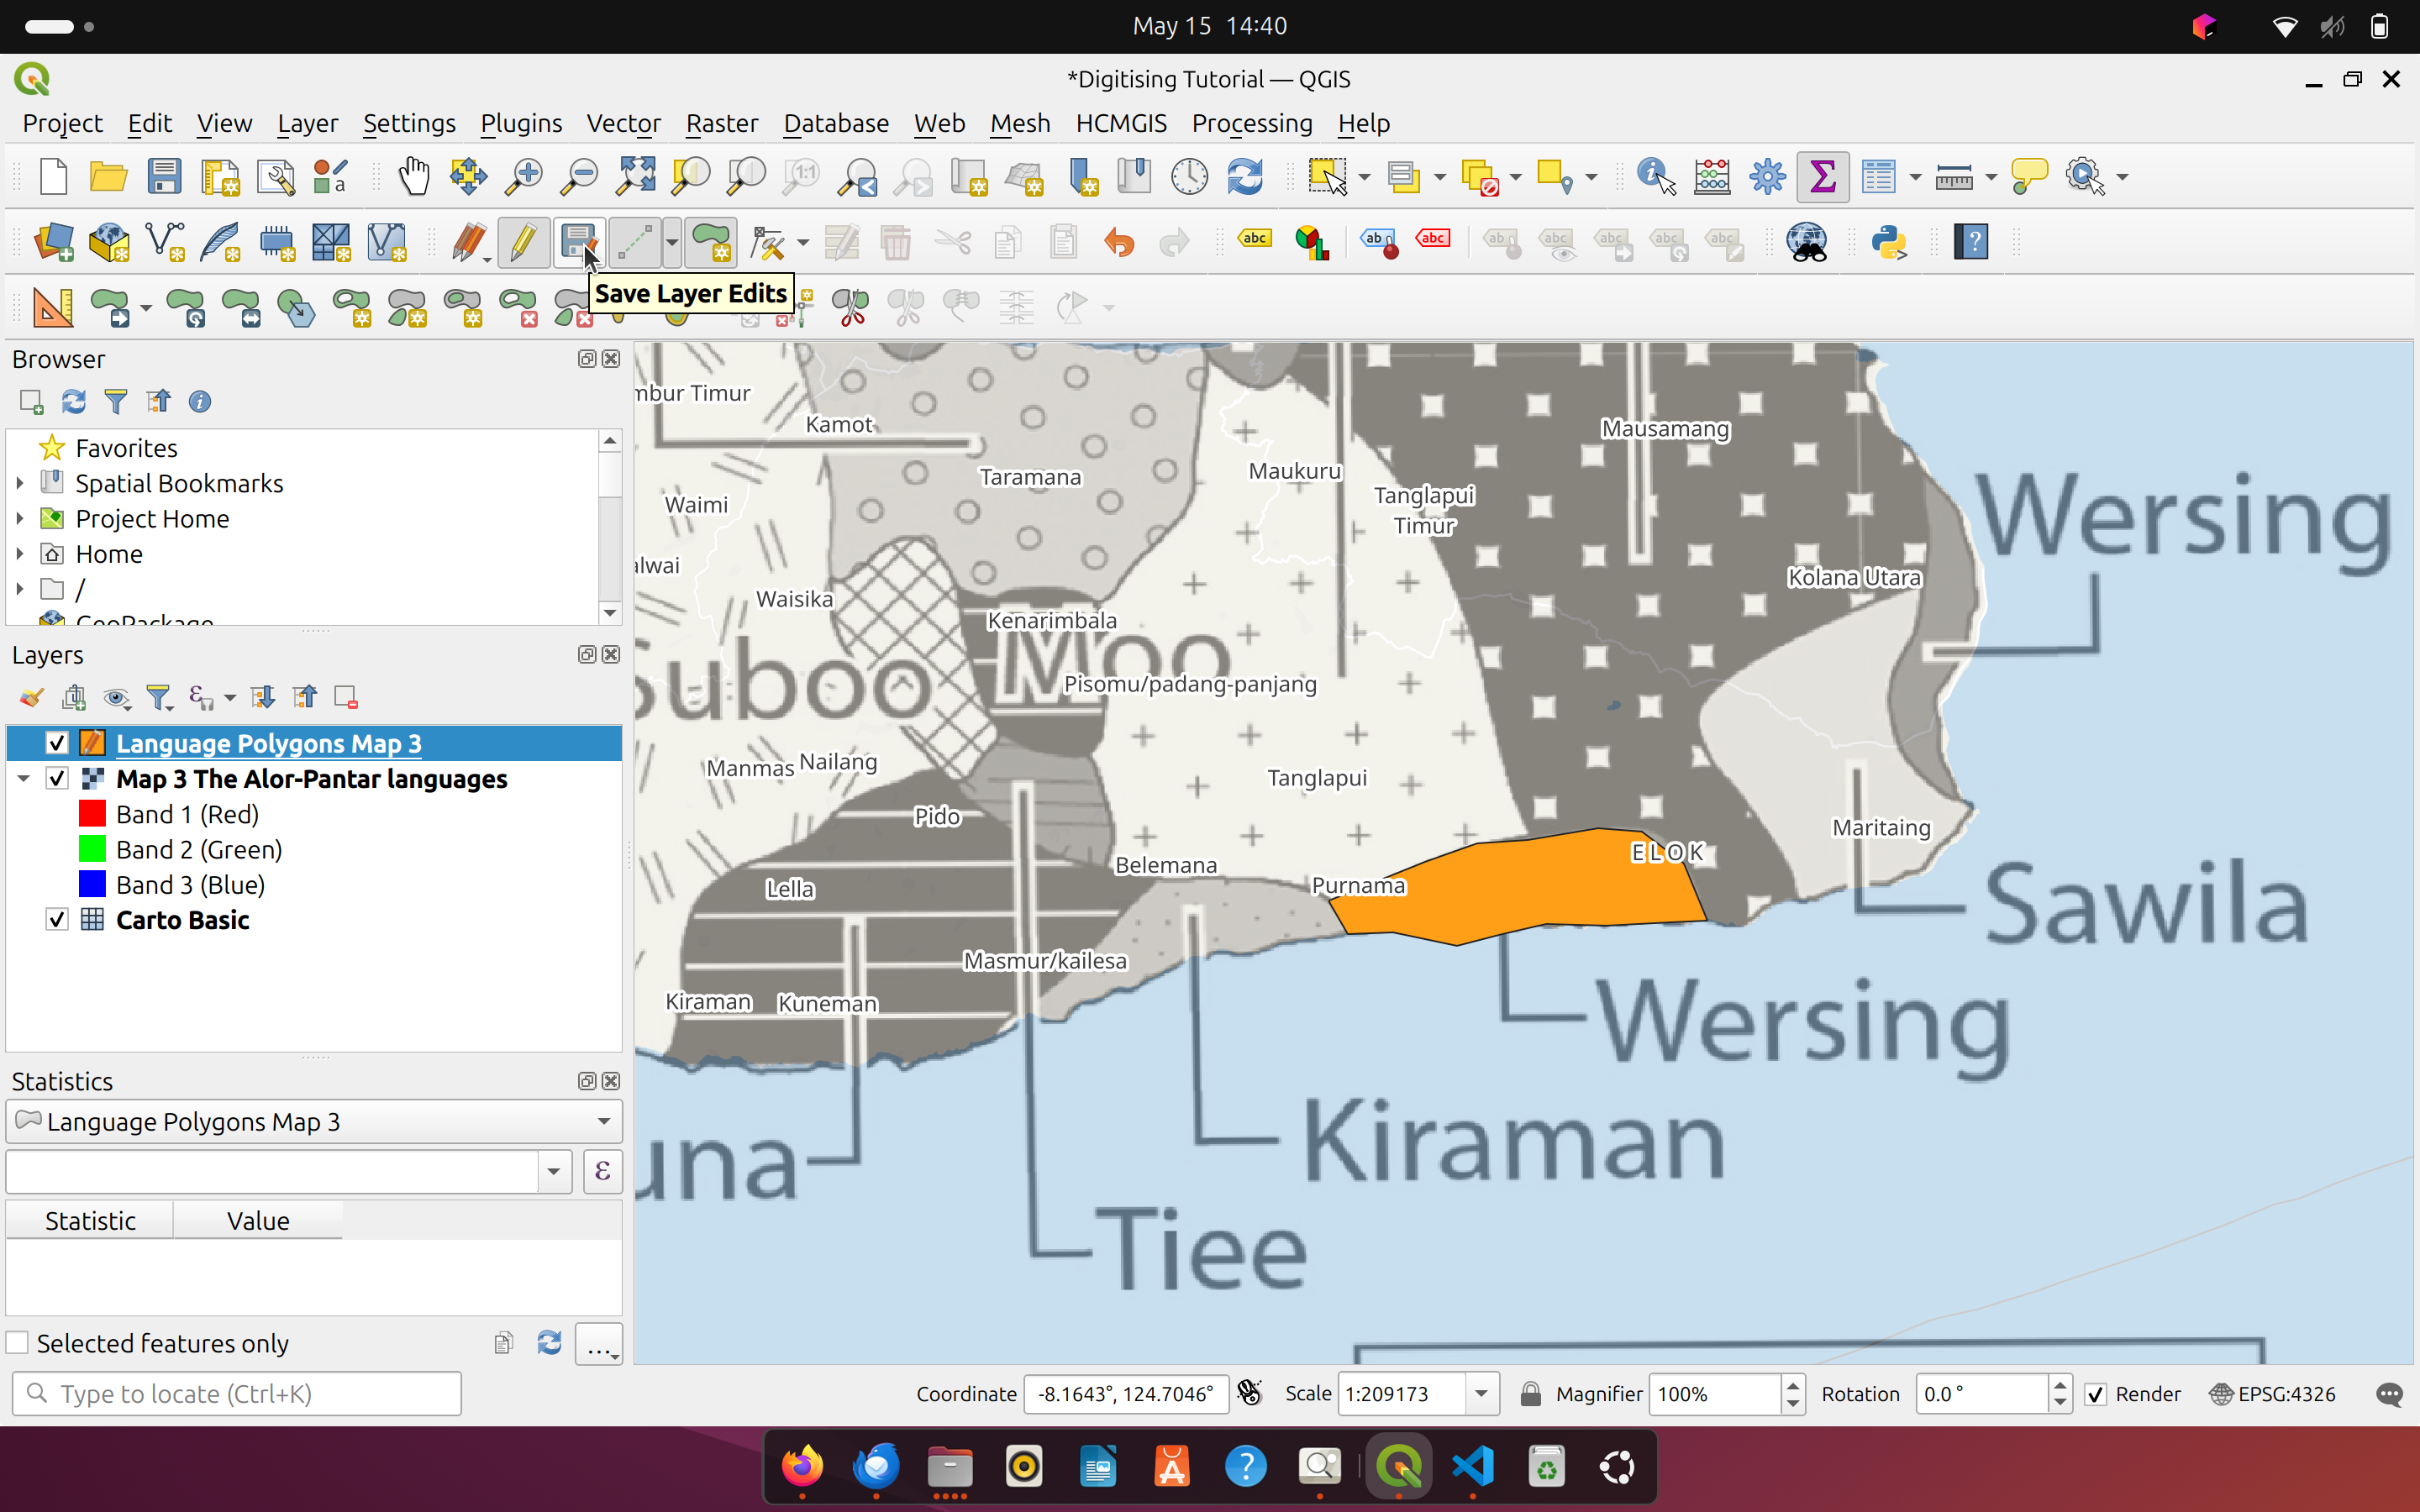 May 15 14:40
*Digitising Tutorial — QGIS
Project Edit View Layer Settings Plugins Vector Raster Database Web Mesh HCMGIS Processing Help
Save Layer Edits
Browser
Favorites
Spatial Bookmarks
Project Home
Home
/
Layers
Language Polygons Map 3
Map 3 The Alor-Pantar languages
Band 1 (Red)
Band 2 (Green)
Band 3 (Blue)
Carto Basic
Statistics
Language Polygons Map 3
Statistic Value
Selected features only
Type to locate (Ctrl+K)
mbur Timur
Kamot
Taramana
Waimi
alwai
Waisika
Maukuru
Tanglapui
Timur
Mausamang
Kolana Utara
Wersing
Kenarimbala
Suboo
Moo
Pisomu/padang-panjang
Manmas
Nailang
Tanglapui
Pido
Maritaing
ELOK
Belemana
Purnama
Lella
Sawila
Masmur/kailesa
Kiraman
Kuneman
Wersing
Kiraman
una
Tiee
Coordinate -8.1643°, 124.7046° Scale 1:209173 Magnifier 100% Rotation 0.0 ° Render EPSG:4326